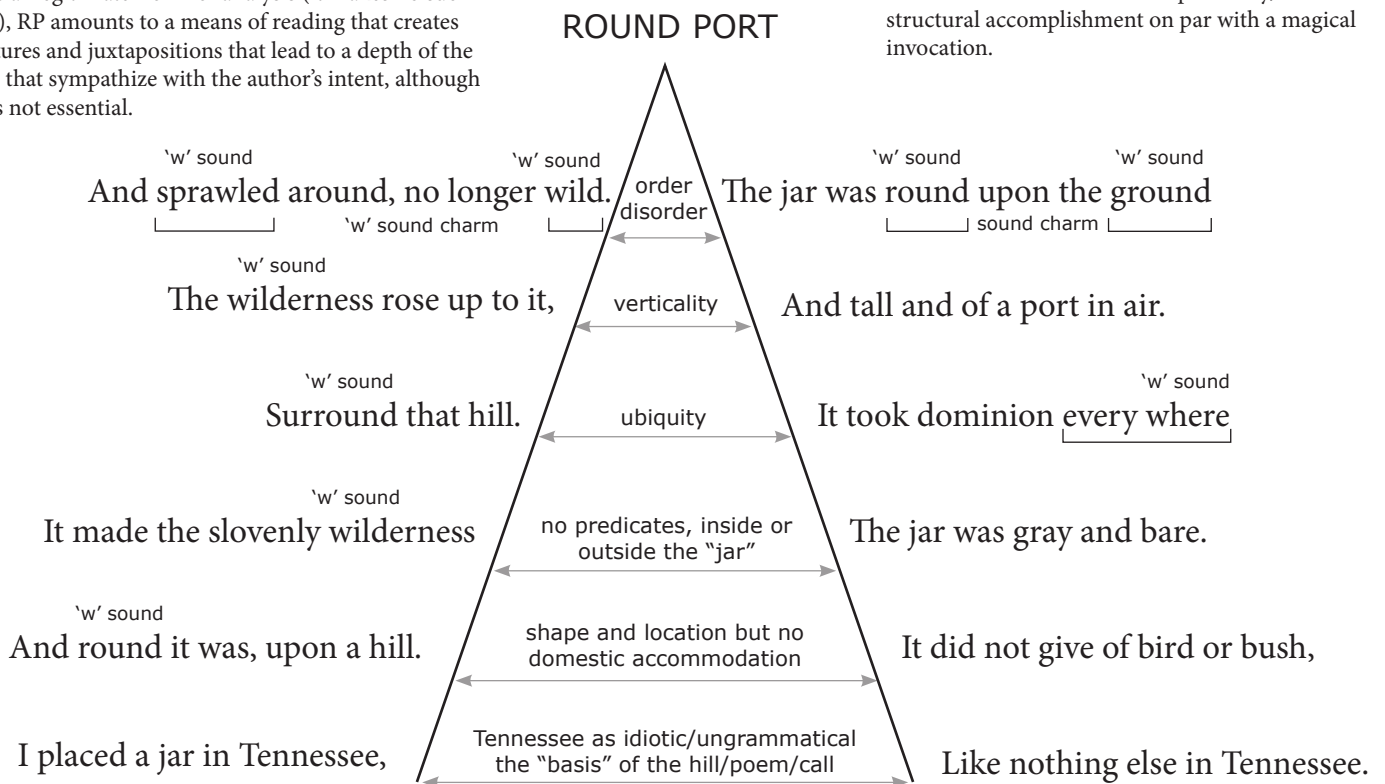 ), RP amounts to a means of reading that creates
and juxtapositions that lead to a depth of the
that sympathize with the author’s intent, although
not essential.
ROUND PORT
structural accomplishment on par with a magical
invocation.
‘w’ sound
‘w’ sound
And sprawled around, no longer wild.
‘w’ sound charm
order
disorder
‘w’ sound
‘w’ sound
The jar was round upon the ground
sound charm
‘w’ sound
The wilderness rose up to it,
verticality
And tall and of a port in air.
‘w’ sound
Surround that hill.
ubiquity
‘w’ sound
It took dominion every where
‘w’ sound
It made the slovenly wilderness
no predicates, inside or
outside the “jar”
The jar was gray and bare.
‘w’ sound
And round it was, upon a hill.
shape and location but no
domestic accommodation
It did not give of bird or bush,
I placed a jar in Tennessee,
Tennessee as idiotic/ungrammatical
the “basis” of the hill/poem/call
Like nothing else in Tennessee.